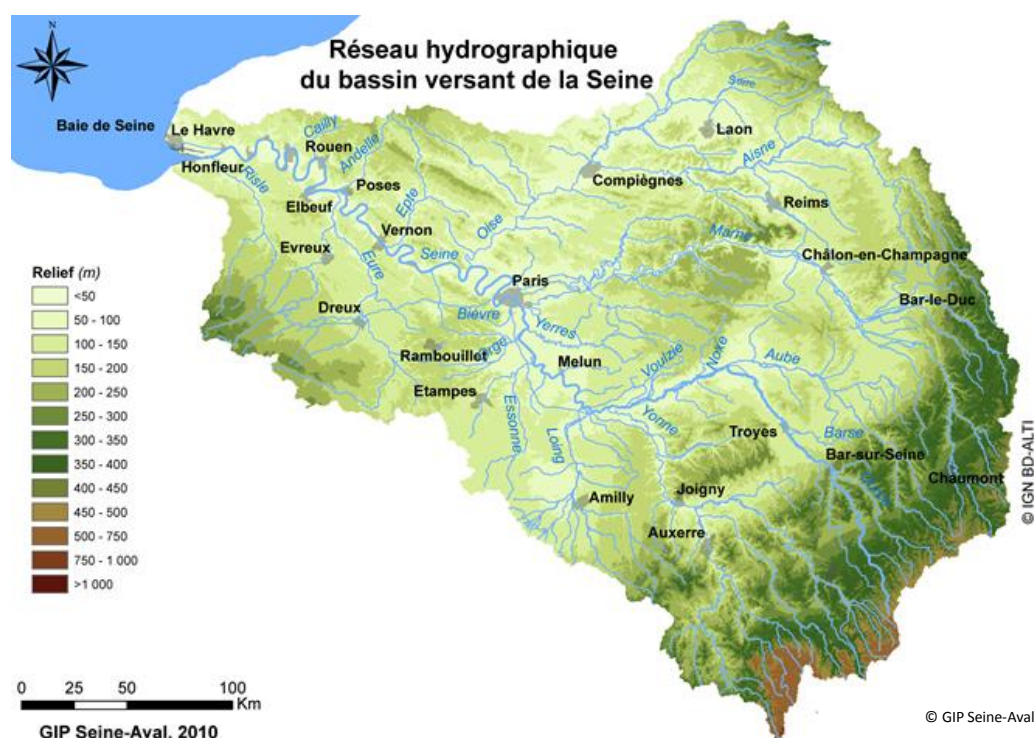 N
Réseau hydrographique
du bassin versant de la Seine
Baie de Seine
Le Havre
Honfleur
Risle
Cailly
Rouen
Andelle
Poses
Elbeuf
Epte
Vernon
Evreux
Eure
Seine
Oise
Serre
Laon
Aisne
Compiègnes
Reims
Marne
Châlon-en-Champagne
Bar-le-Duc
Paris
Bièvre
Dreux
Yerres
Rambouillet
Orge
Melun
Voulzie
Noxe
Aube
Etampes
Essonne
Loing
Yonne
Troyes
Barse
Bar-sur-Seine
Chaumont
Amilly
Joigny
Auxerre
Relief (m)
<50
50 - 100
100 - 150
150 - 200
200 - 250
250 - 300
300 - 350
350 - 400
400 - 450
450 - 500
500 - 750
750 - 1 000
>1 000
0 25 50 100
Km
GIP Seine-Aval, 2010
© IGN BD-ALTI
© GIP Seine-Aval